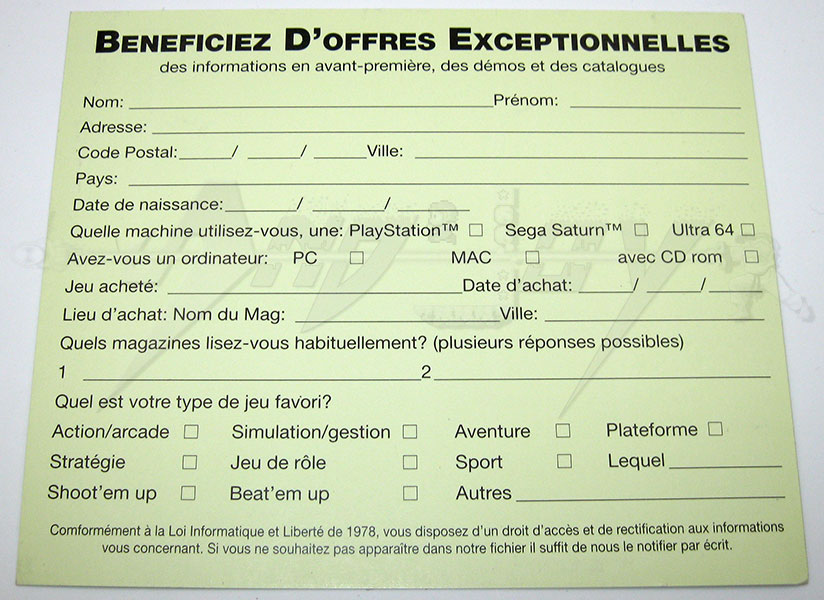 BENEFICIEZ D'OFFRES EXCEPTIONNELLES
des informations en avant-première, des démos et des catalogues
Nom: Prénom:
Adresse:
Code Postal: / / Ville:
Pays:
Date de naissance: / /
Quelle machine utilisez-vous, une: PlayStation™ □ Sega Saturn™ □ Ultra 64 □
Avez-vous un ordinateur: PC □ MAC □ avec CD rom □
Jeu acheté: Date d'achat: / /
Lieu d'achat: Nom du Mag: Ville:
Quels magazines lisez-vous habituellement? (plusieurs réponses possibles)
1 2
Quel est votre type de jeu favori?
Action/arcade □ Simulation/gestion □ Aventure □ Plateforme □
Stratégie □ Jeu de rôle □ Sport □ Lequel
Shoot'em up □ Beat'em up □ Autres
Comformément à la Loi Informatique et Liberté de 1978, vous disposez d'un droit d'accès et de rectification aux informations
vous concernant. Si vous ne souhaitez pas apparaître dans notre fichier il suffit de nous le notifier par écrit.